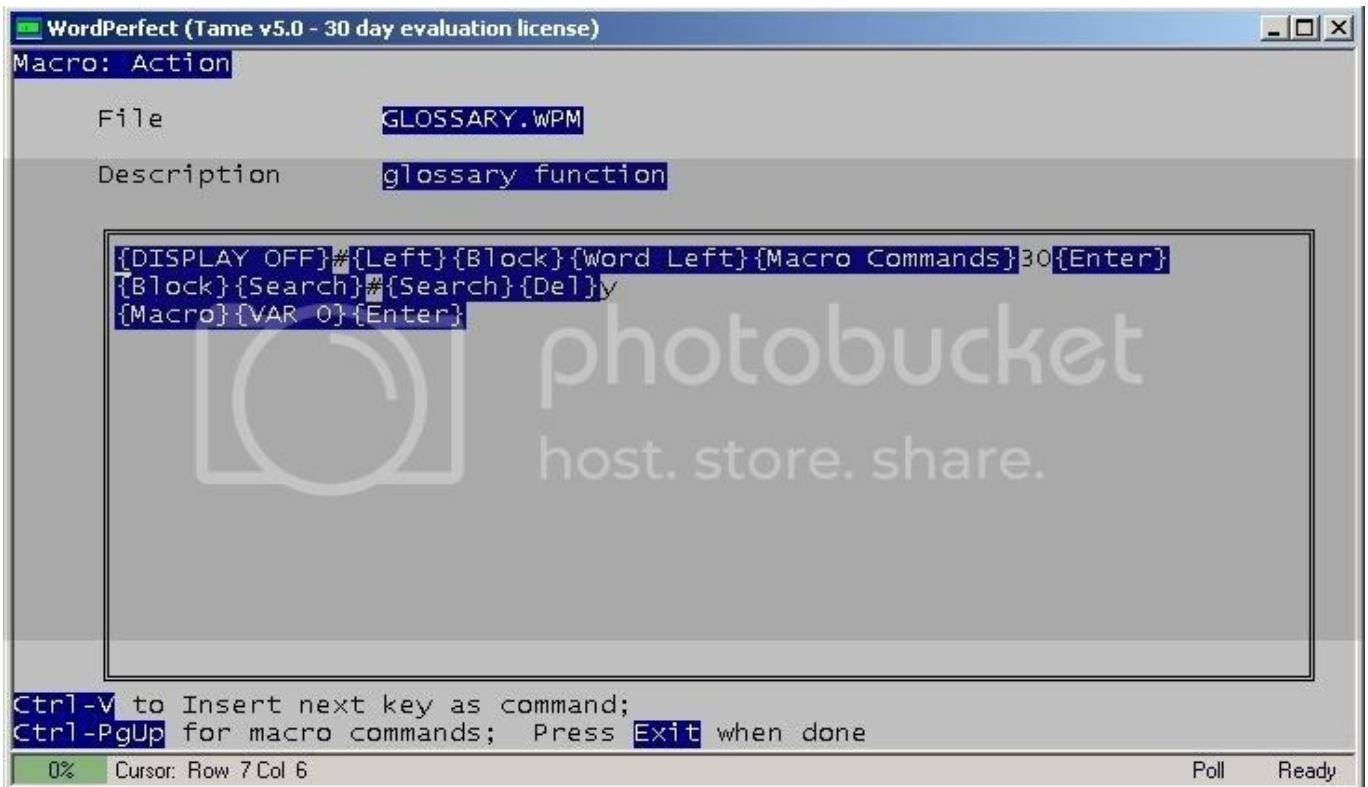 WordPerfect (Tame v5.0 - 30 day evaluation license)
Macro: Action
File GLOSSARY.WPM
Description glossary function
{DISPLAY OFF}#{Left}{Block}{Word Left}{Macro Commands}30{Enter}
{Block}{Search}#{Search}{Del}y
{Macro}{VAR 0}{Enter}
photobucket
host. store. share.
Ctrl-V to Insert next key as command;
Ctrl-PgUp for macro commands; Press Exit when done
0% Cursor: Row 7 Col 6 Poll Ready